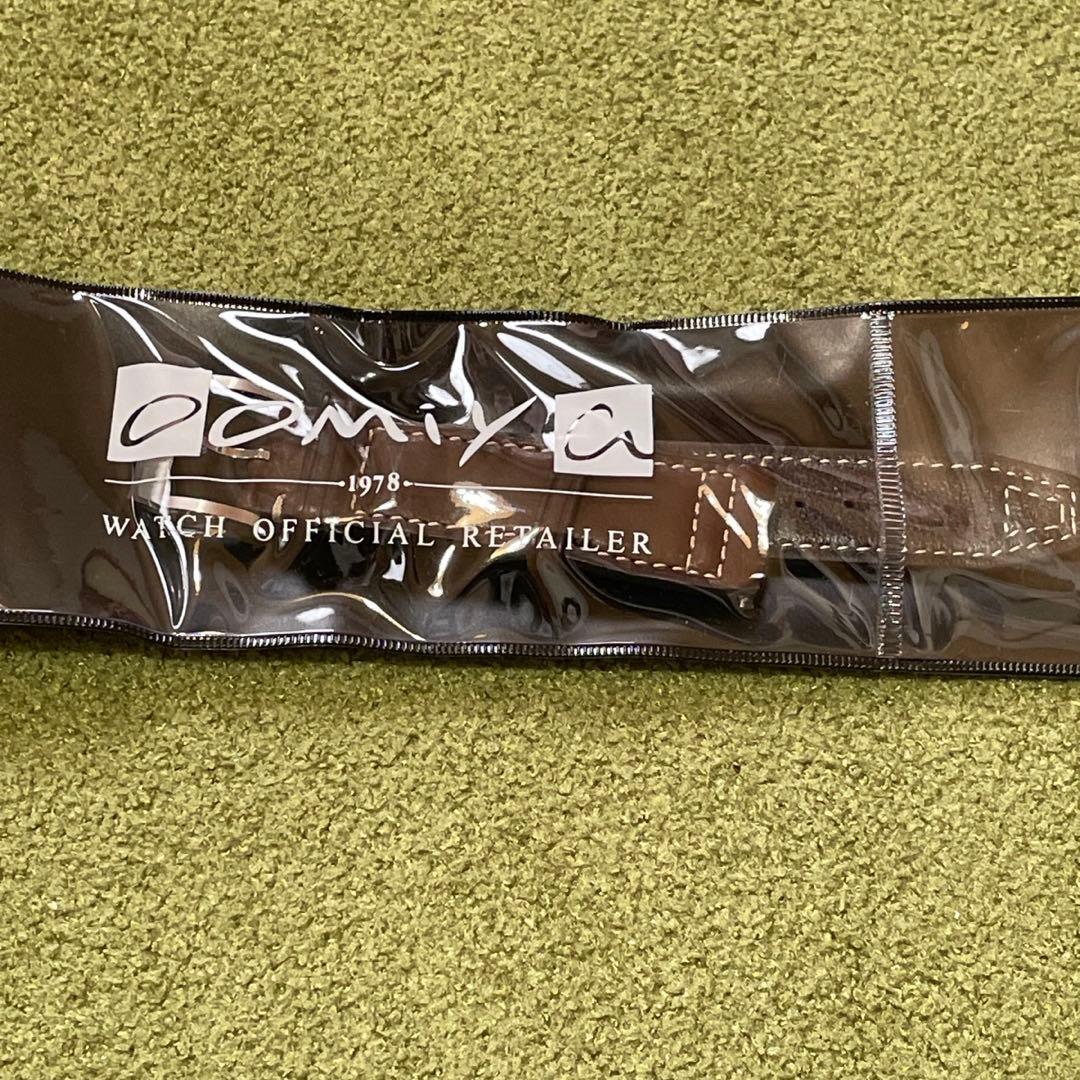 oomiya
1978
WATCH OFFICIAL RETAILER